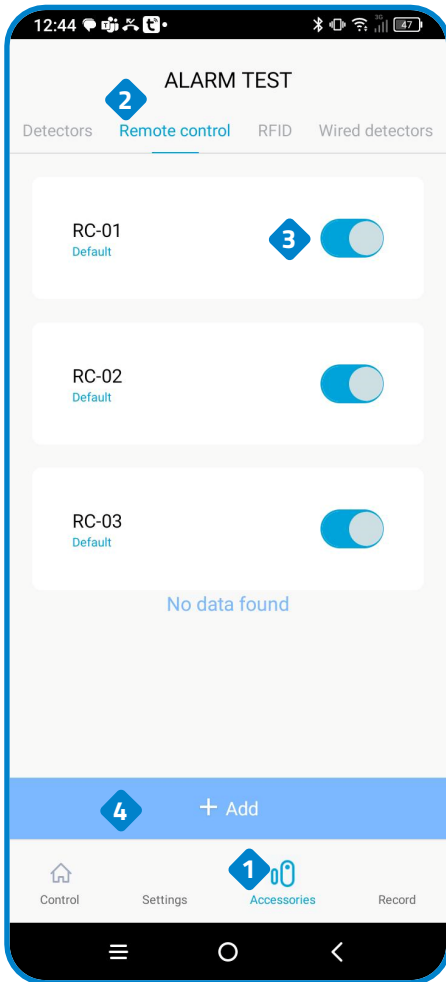 12:44
3G
47
ALARM TEST
2
Detectors Remote control RFID Wired detectors
RC-01
Default
3
RC-02
Default
RC-03
Default
No data found
4
+ Add
1
Control Settings Accessories Record